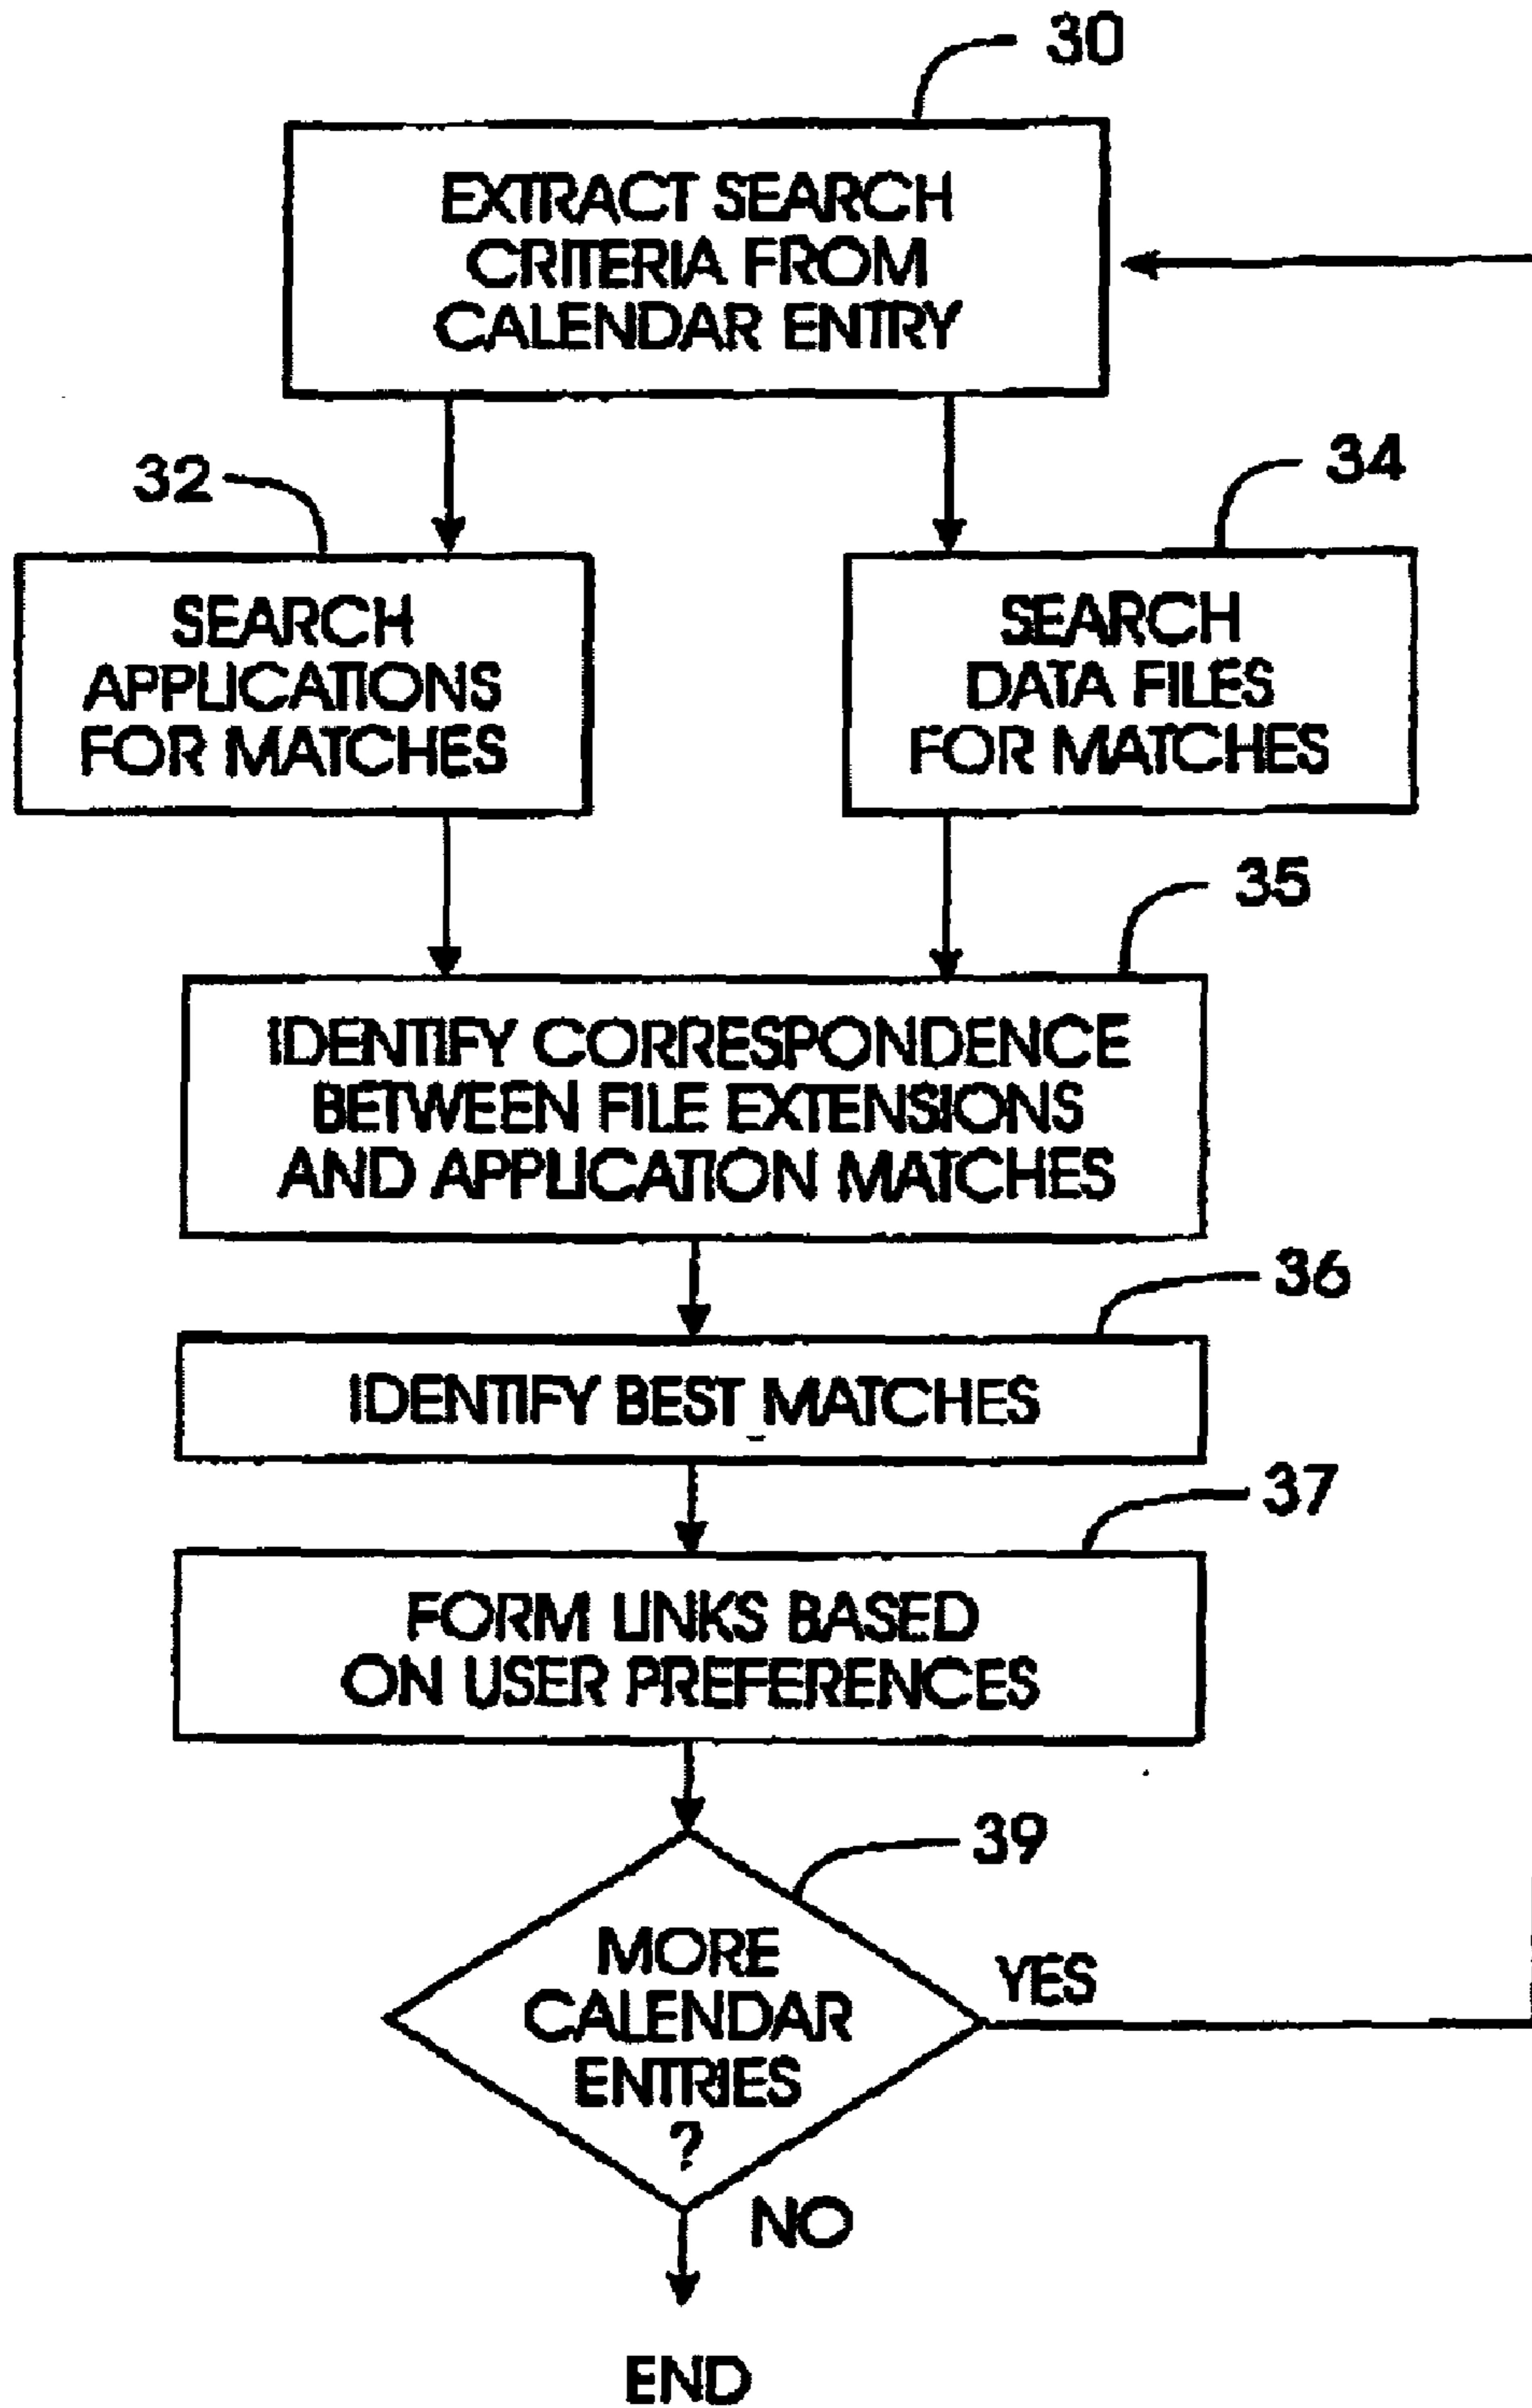 30
EXTRACT SEARCH
CRITERIA FROM
CALENDAR ENTRY
32
34
SEARCH
APPLICATIONS
FOR MATCHES
SEARCH
DATA FILES
FOR MATCHES
35
IDENTIFY CORRESPONDENCE
BETWEEN FILE EXTENSIONS
AND APPLICATION MATCHES
36
IDENTIFY BEST MATCHES
37
FORM LINKS BASED
ON USER PREFERENCES
39
MORE
CALENDAR
ENTRIES
?
YES
NO
END